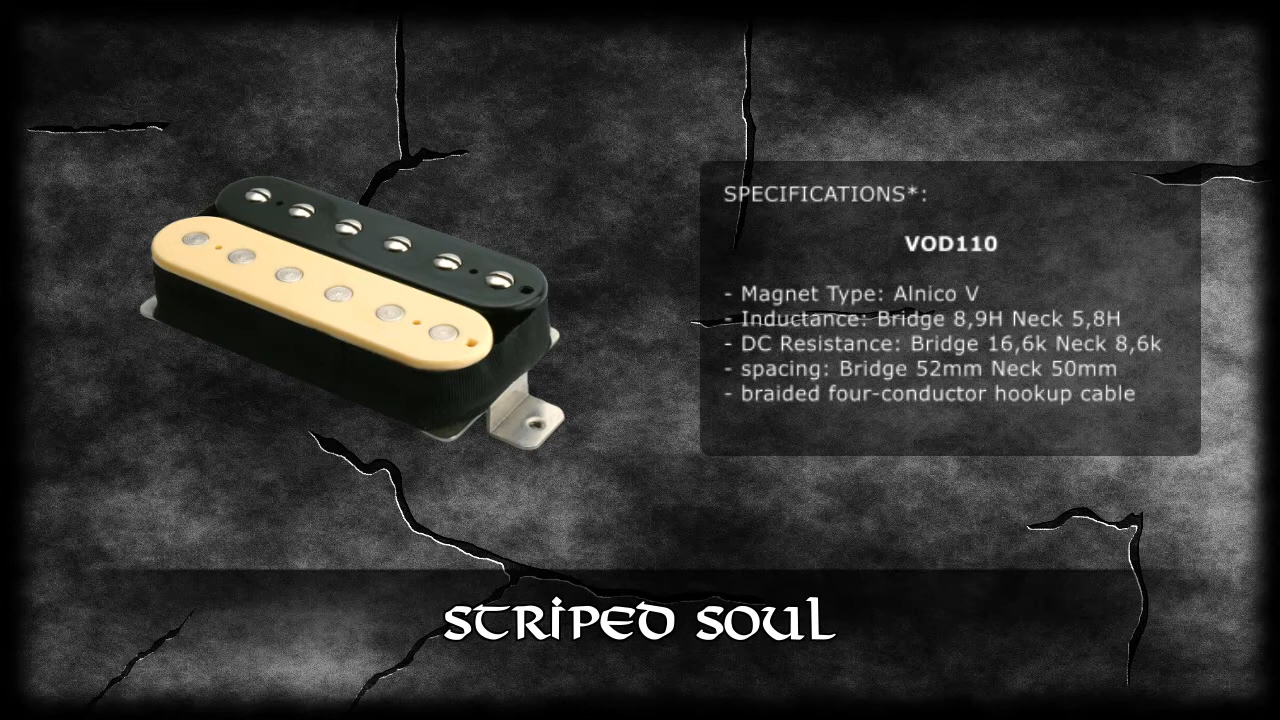 SPECIFICATIONS*:
VOD110
- Magnet Type: Alnico V
- Inductance: Bridge 8,9H Neck 5,8H
- DC Resistance: Bridge 16,6k Neck 8,6k
- spacing: Bridge 52mm Neck 50mm
- braided four-conductor hookup cable
STRIPED SOUL